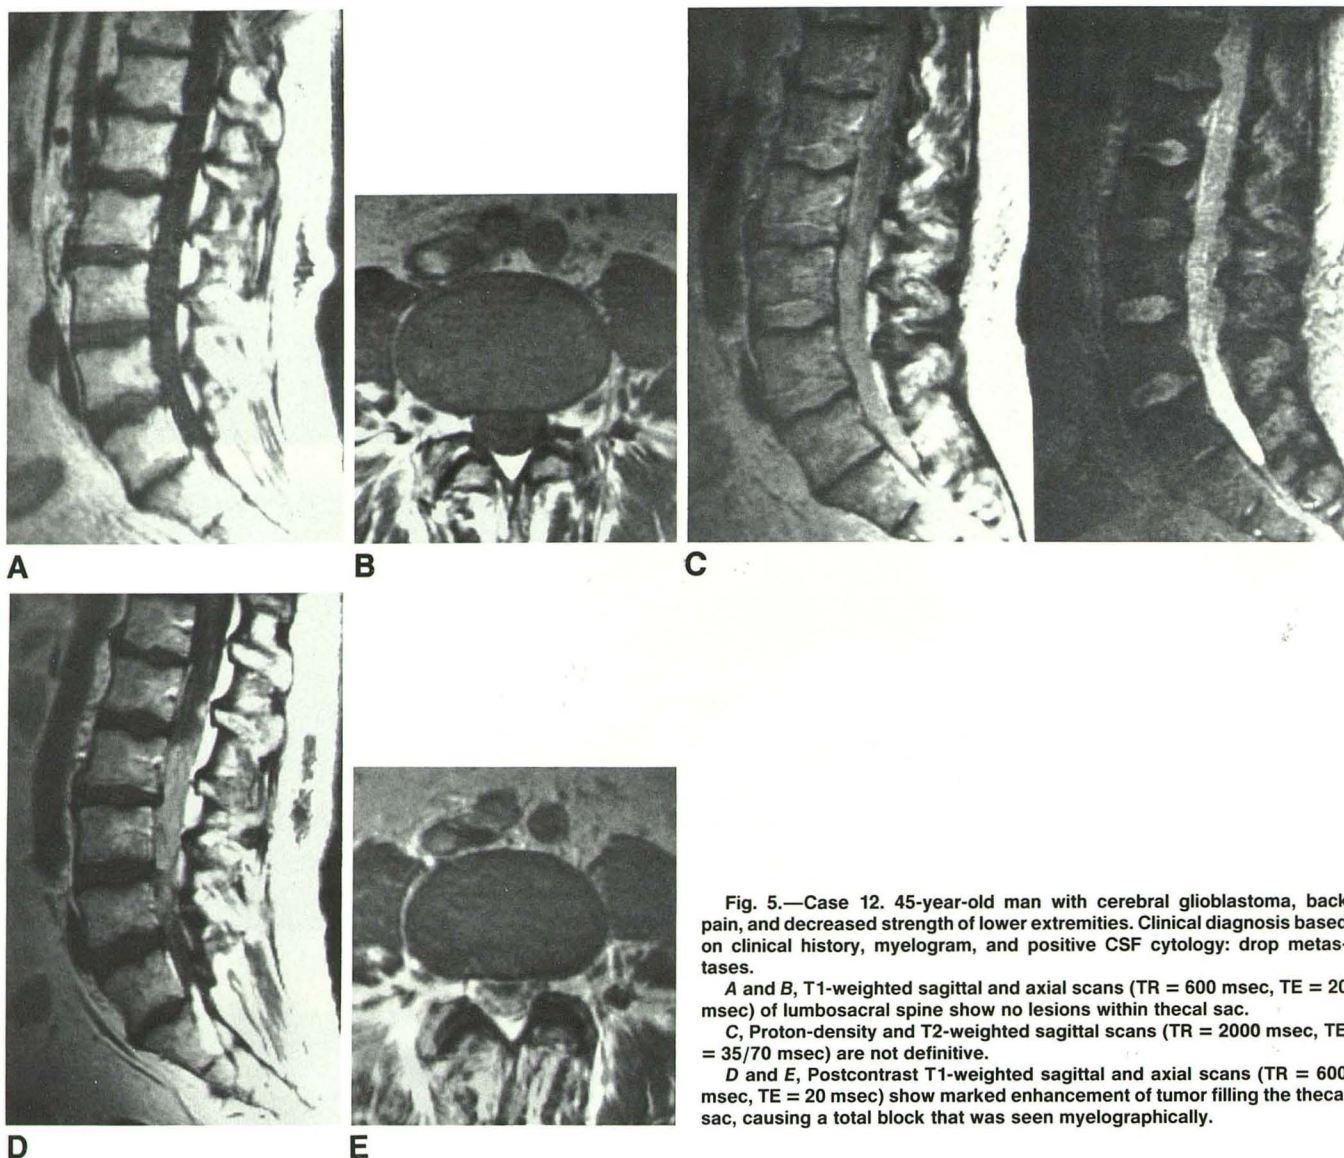 A
B
C
D
E
Fig. 5.—Case 12. 45-year-old man with cerebral glioblastoma, back
pain, and decreased strength of lower extremities. Clinical diagnosis based
on clinical history, myelogram, and positive CSF cytology: drop metas-
tases.
A and B, T1-weighted sagittal and axial scans (TR = 600 msec, TE = 20
msec) of lumbosacral spine show no lesions within thecal sac.
C, Proton-density and T2-weighted sagittal scans (TR = 2000 msec, TE
= 35/70 msec) are not definitive.
D and E, Postcontrast T1-weighted sagittal and axial scans (TR = 600
msec, TE = 20 msec) show marked enhancement of tumor filling the thecal
sac, causing a total block that was seen myelographically.